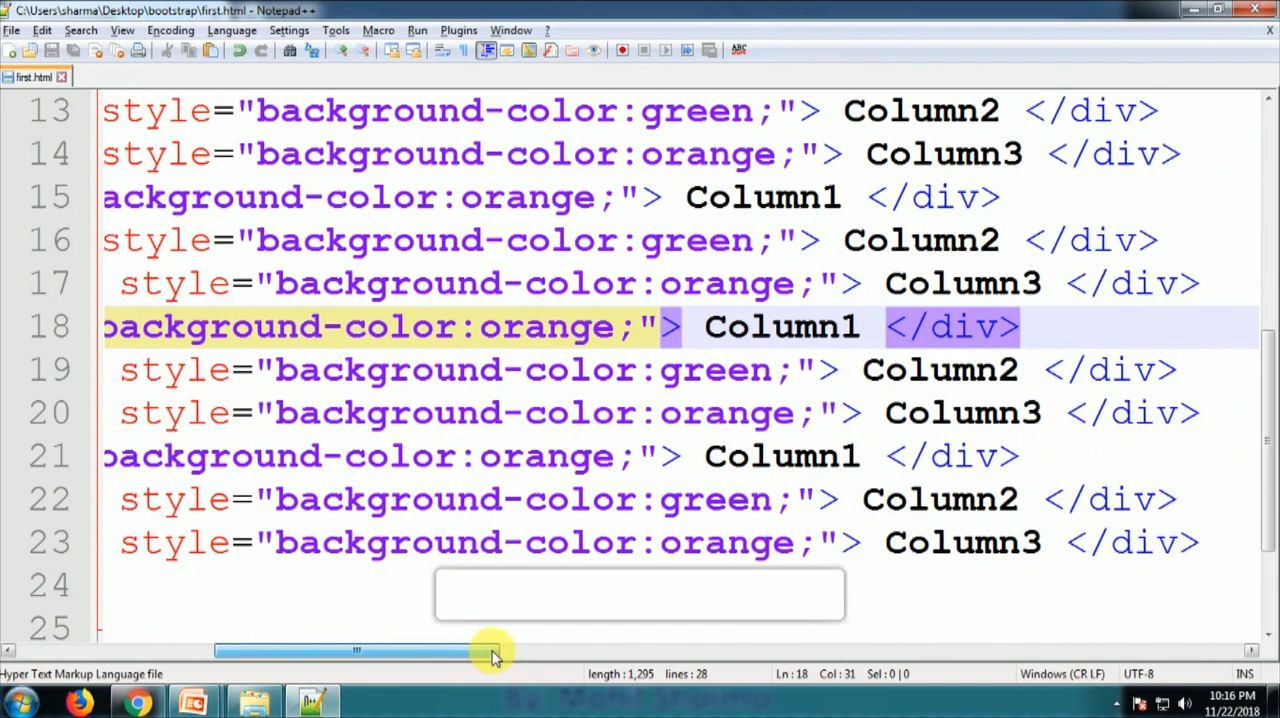 C:\Users\sharma\Desktop\bootstrap\first.html - Notepad++
File Edit Search View Encoding Language Settings Tools Macro Run Plugins Window ? X
ABC
first.html
13 style="background-color:green;"> Column2 </div>
14 style="background-color:orange;"> Column3 </div>
15 ackground-color:orange;"> Column1 </div>
16 style="background-color:green;"> Column2 </div>
17 style="background-color:orange;"> Column3 </div>
18 background-color:orange;"> Column1 </div>
19 style="background-color:green;"> Column2 </div>
20 style="background-color:orange;"> Column3 </div>
21 background-color:orange;"> Column1 </div>
22 style="background-color:green;"> Column2 </div>
23 style="background-color:orange;"> Column3 </div>
24
25
Hyper Text Markup Language file length : 1,295 lines : 28 Ln : 18 Col : 31 Sel : 0 | 0 Windows (CR LF) UTF-8 INS
By: Mohit Sharma
10:16 PM
11/22/2018